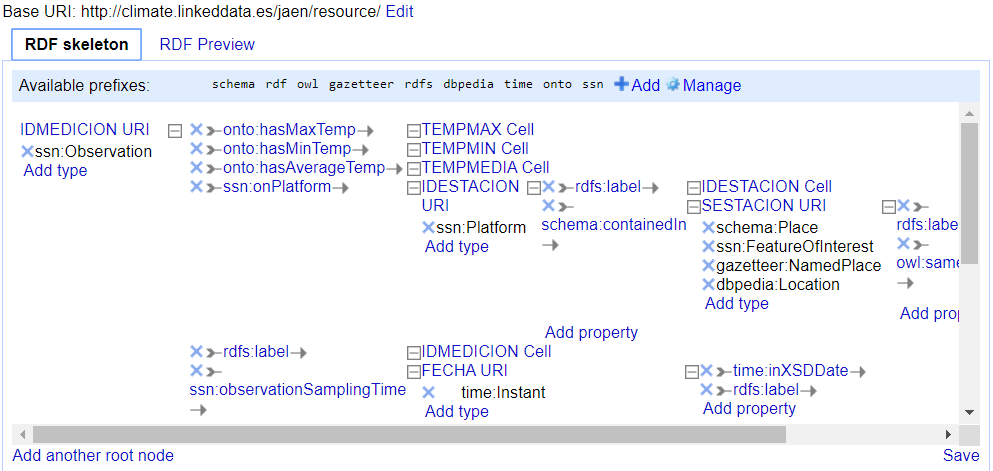 Base URI: http://climate.linkeddata.es/jaen/resource/ Edit
RDF skeleton RDF Preview
Available prefixes: schema rdf owl gazetteer rdfs dbpedia time onto ssn Add Manage
IDMEDICION URI onto:hasMaxTemp TEMPMAX Cell
ssn:Observation onto:hasMinTemp TEMPMIN Cell
Add type onto:hasAverageTemp TEMPMEDIA Cell
ssn:onPlatform IDESTACION URI rdfs:label IDESTACION Cell
ssn:Platform schema:containedIn SESTACION URI rdfs:labe
Add type schema:Place
ssn:FeatureOfInterest owl:same
gazetteer:NamedPlace
dbpedia:Location
Add type Add prop
Add property
rdfs:label IDMEDICION Cell
ssn:observationSamplingTime FECHA URI time:inXSDDate
time:Instant rdfs:label
Add type Add property
Add another root node Save